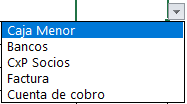 Caja Menor
Bancos
CxP Socios
Factura
Cuenta de cobro